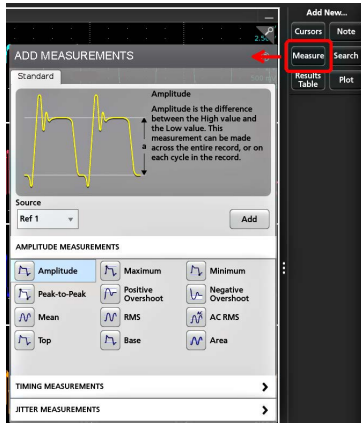 Add New...
Cursors
Note
Measure
Search
Results
Table
Plot
ADD MEASUREMENTS
Standard
Amplitude
Amplitude is the difference
between the High value and
the Low value. This
measurement can be made
across the entire record, or on
each cycle in the record.
a
Source
Ref 1
Add
AMPLITUDE MEASUREMENTS
Amplitude
Maximum
Minimum
Peak-to-Peak
Positive
Overshoot
Negative
Overshoot
Mean
RMS
AC RMS
Top
Base
Area
TIMING MEASUREMENTS
JITTER MEASUREMENTS